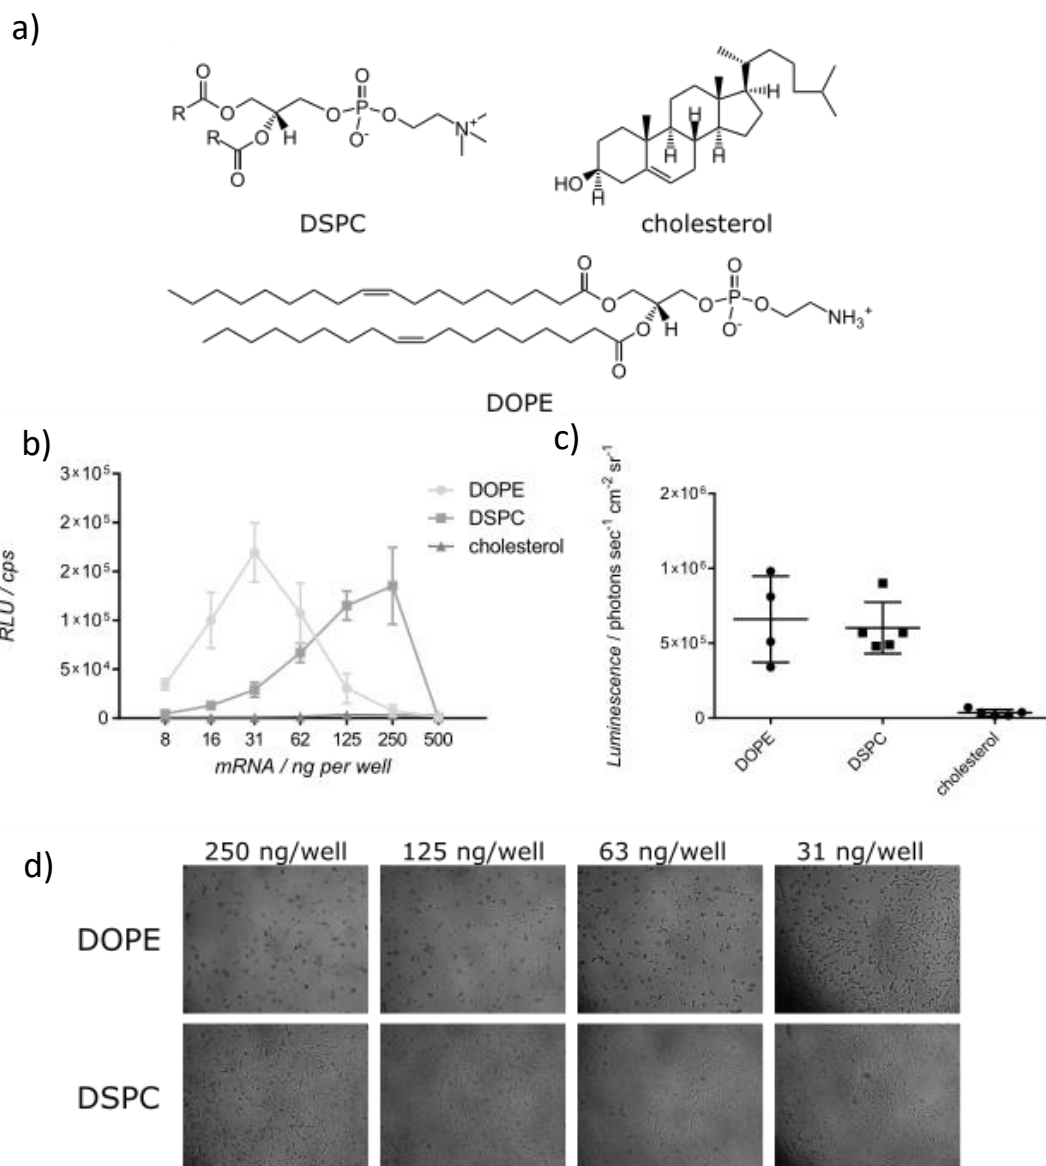 a)
O
R
O
O
P
O
O
O-
N+
R
O
H
O
DSPC
H
H
H
H
HO
H
cholesterol
O
O
O
P
O
O
O-
NH3+
O
H
O
DOPE
b)
3×10⁵
2×10⁵
2×10⁵
1×10⁵
5×10⁴
0
RLU / cps
DOPE
DSPC
cholesterol
8 16 31 62 125 250 500
mRNA / ng per well
c)
Luminescence / photons sec⁻¹ cm⁻² sr⁻¹
2×10⁶
1×10⁶
5×10⁵
0
DOPE
DSPC
cholesterol
d)
250 ng/well 125 ng/well 63 ng/well 31 ng/well
DOPE
DSPC